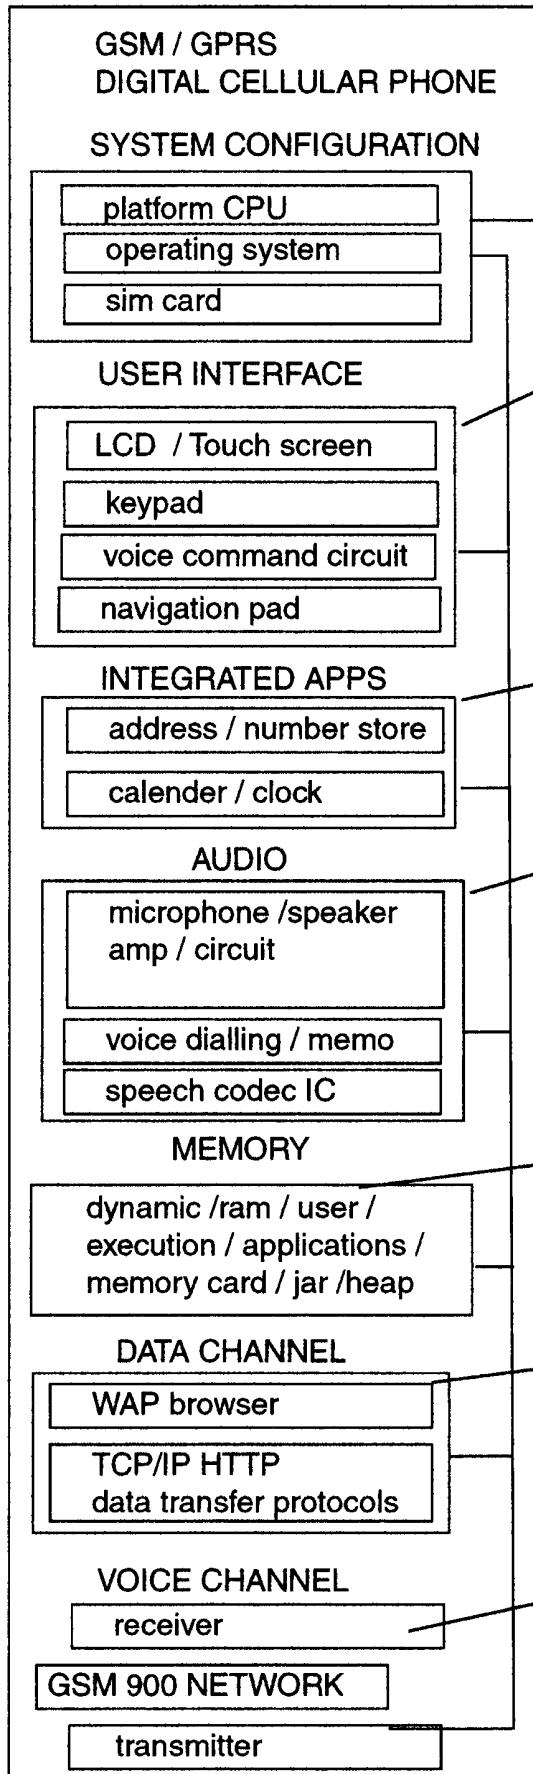 GSM / GPRS
DIGITAL CELLULAR PHONE
SYSTEM CONFIGURATION
platform CPU
operating system
sim card
USER INTERFACE
LCD / Touch screen
keypad
voice command circuit
navigation pad
INTEGRATED APPS
address / number store
calender / clock
AUDIO
microphone /speaker
amp / circuit
voice dialling / memo
speech codec IC
MEMORY
dynamic /ram / user /
execution / applications /
memory card / jar /heap
DATA CHANNEL
WAP browser
TCP/IP HTTP
data transfer protocols
VOICE CHANNEL
receiver
GSM 900 NETWORK
transmitter